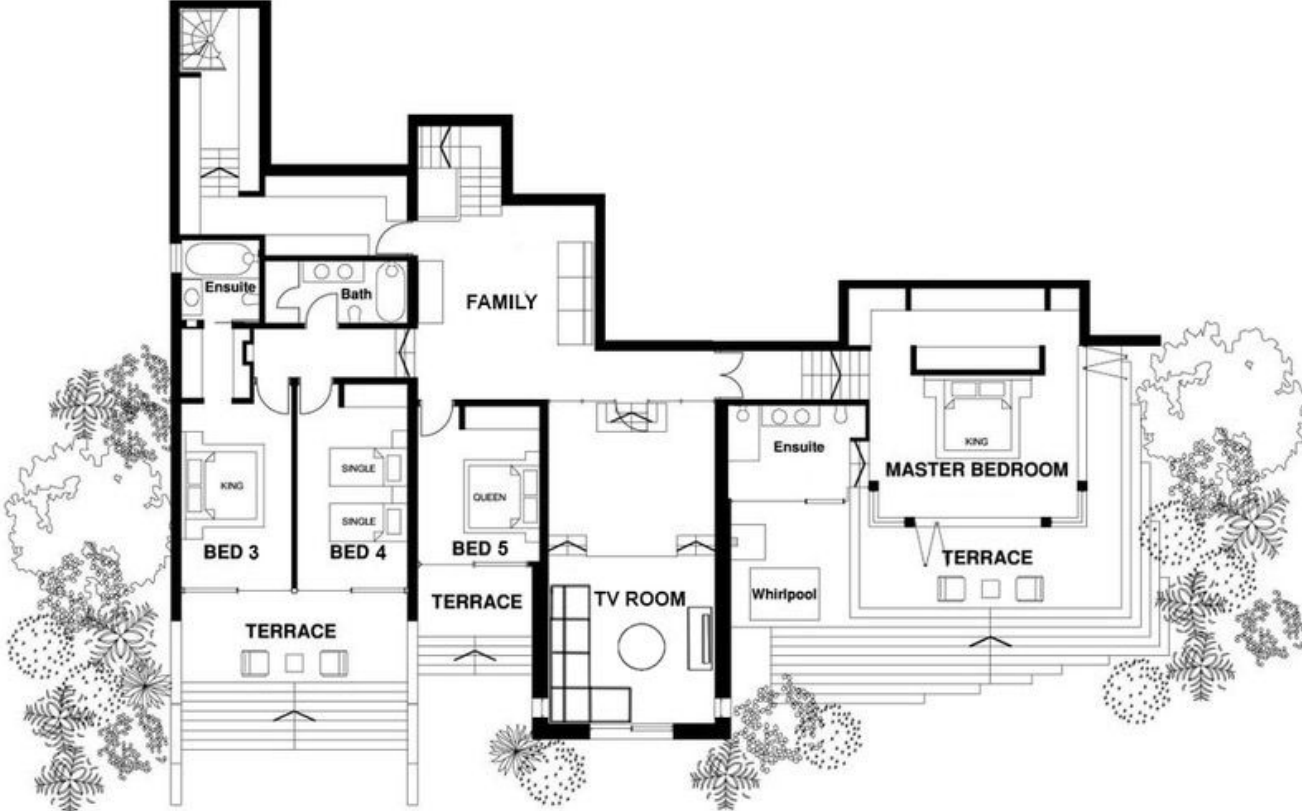 Ensuite
Bath
FAMILY
Ensuite
KING
MASTER BEDROOM
KING
SINGLE
SINGLE
QUEEN
BED 3
BED 4
BED 5
TERRACE
TERRACE
TV ROOM
Whirlpool
TERRACE